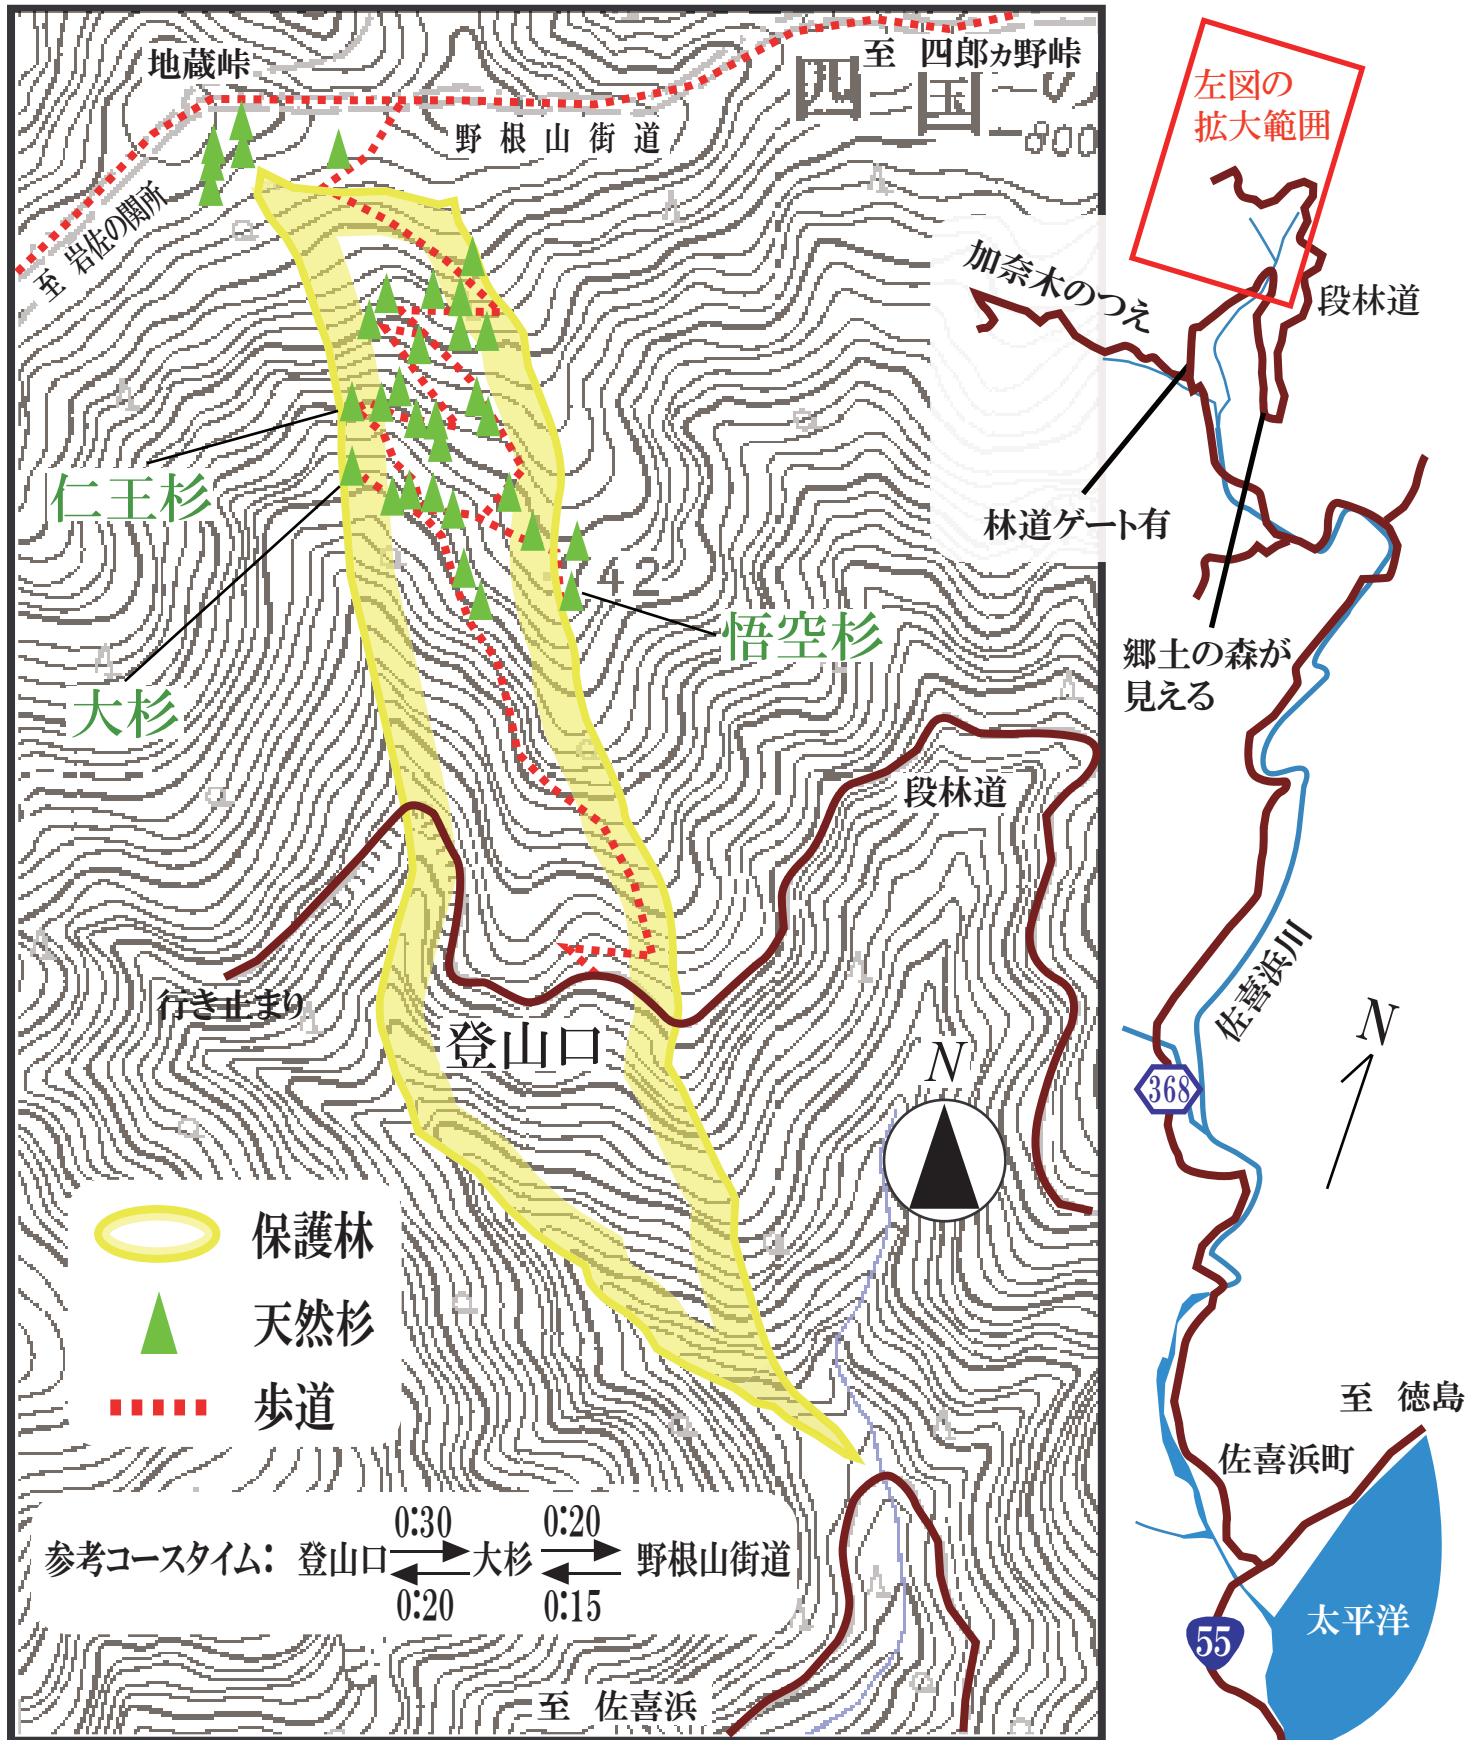 地蔵峠
至 四郎ヵ野峠
四 国 一 の
野根山街道
至 岩佐の関所
仁王杉
大杉
悟空杉
42
段林道
行き止まり
登山口
N
保護林
天然杉
歩道
参考コースタイム: 登山口 0:30 0:20 大杉 0:20 0:15 野根山街道
至 佐喜浜
左図の
拡大範囲
加奈木のつえ
段林道
林道ゲート有
郷土の森が
見える
佐喜浜川
N
368
至 徳島
佐喜浜町
太平洋
55